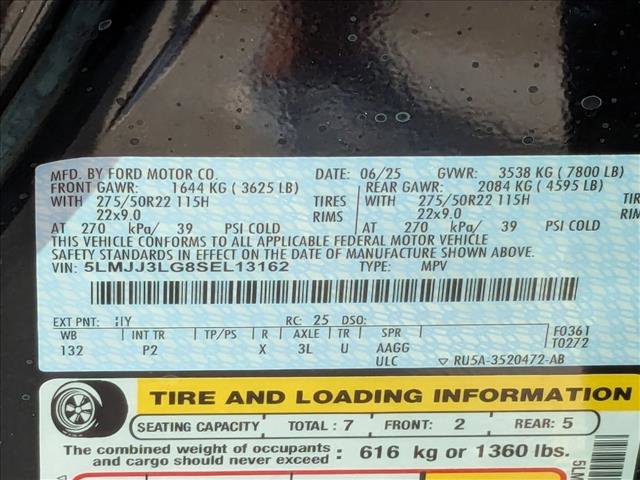 MFD. BY FORD MOTOR CO. DATE: 06/25 GVWR: 3538 KG ( 7800 LB)
FRONT GAWR: 1644 KG ( 3625 LB) REAR GAWR: 2084 KG ( 4595 LB)
WITH 275/50R22 115H TIRES WITH 275/50R22 115H
22x9.0 RIMS 22x9.0
AT 270 kPa/ 39 PSI COLD AT 270 kPa/ 39 PSI COLD
THIS VEHICLE CONFORMS TO ALL APPLICABLE FEDERAL MOTOR VEHICLE
SAFETY STANDARDS IN EFFECT ON THE DATE OF MANUFACTURE SHOWN ABOVE.
VIN: 5LMJJ3LG8SEL13162 TYPE: MPV
EXT PNT: RC: 25 DSO:
WB INT TR TP/PS R AXLE TR SPR F0361
132 P2 X 3L U AAGG T0272
ULC ▽ RU5A-3520472-AB
TIRE AND LOADING INFORMATION
SEATING CAPACITY TOTAL : 7 FRONT: 2 REAR: 5
The combined weight of occupants and cargo should never exceed : 616 kg or 1360 lbs.
5LM